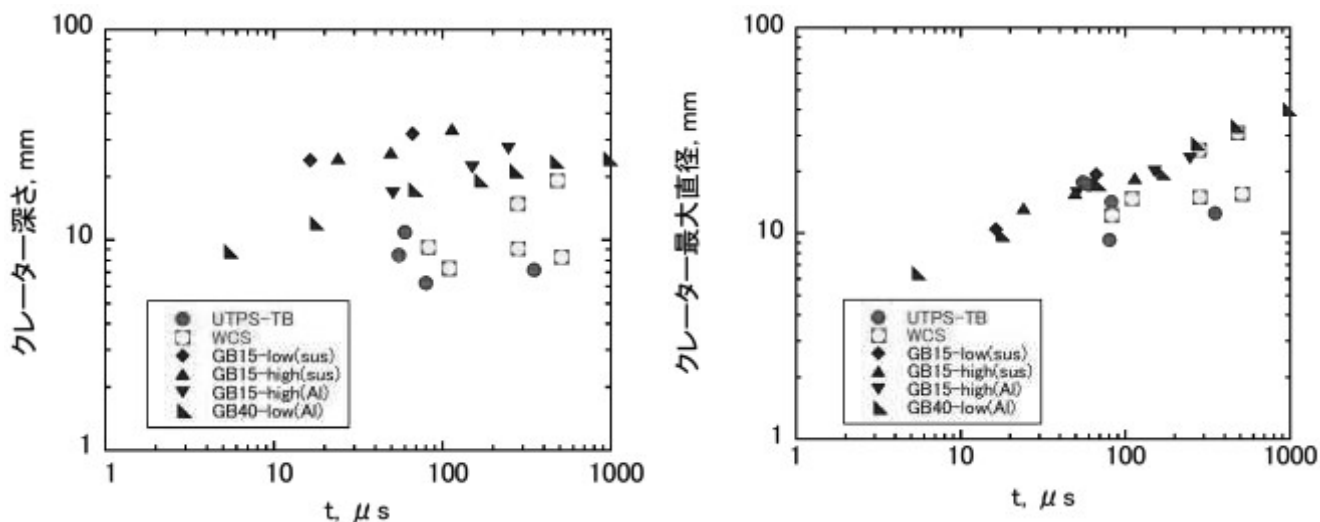 100
10
1
クレーター深さ, mm
UTPS-TB
WCS
GB15-low(sus)
GB15-high(sus)
GB15-high(Al)
GB40-low(Al)
1 10 100 1000
t, μs
100
10
1
クレーター最大直径, mm
UTPS-TB
WCS
GB15-low(sus)
GB15-high(sus)
GB15-high(Al)
GB40-low(Al)
1 10 100 1000
t, μs